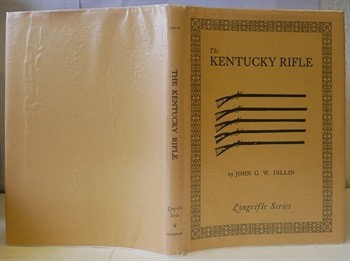 THE KENTUCKY RIFLE
Longrifle
Series
The
KENTUCKY RIFLE
by JOHN G. W. DILLIN
Longrifle Series